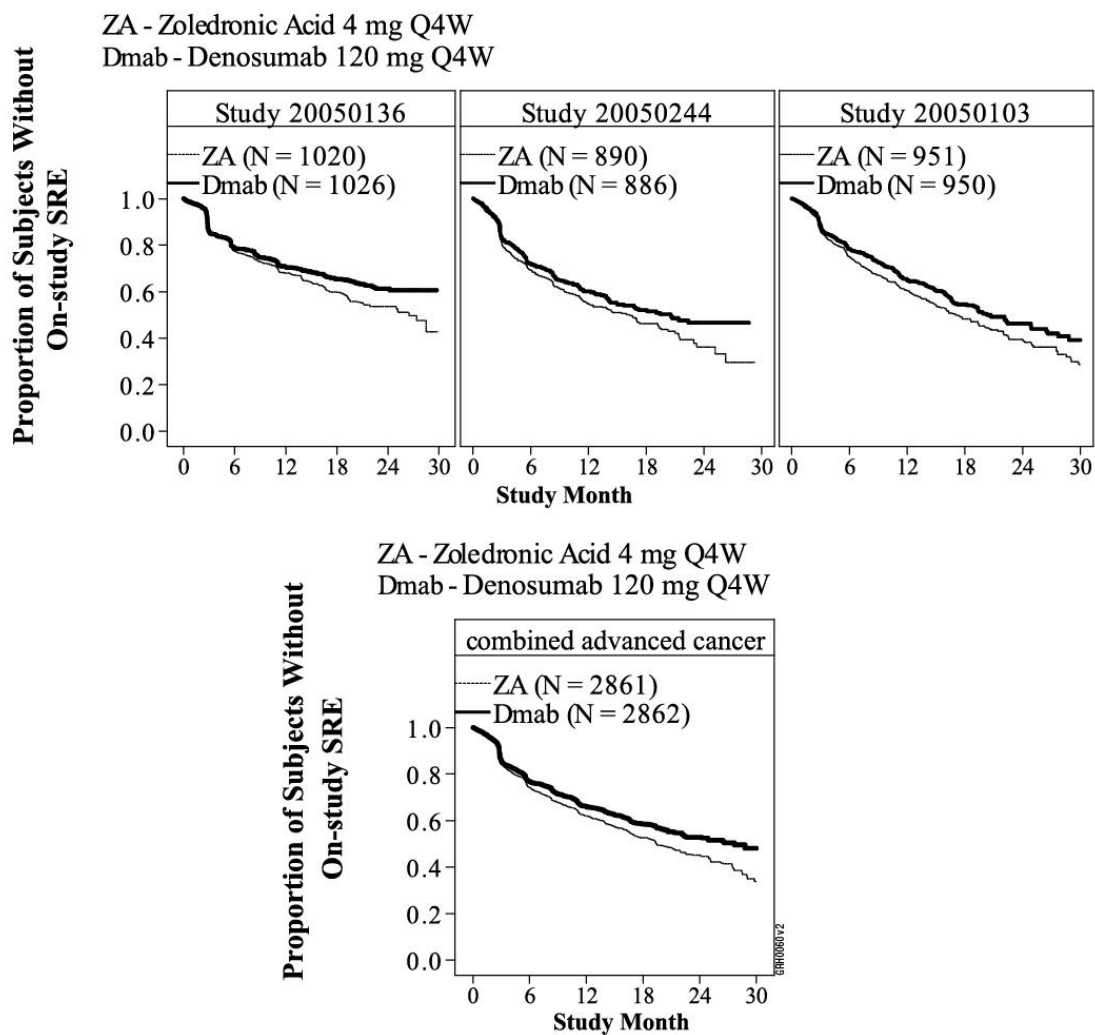 ZA - Zoledronic Acid 4 mg Q4W
Dmab - Denosumab 120 mg Q4W
Proportion of Subjects Without
On-study SRE
Study 20050136
ZA (N = 1020)
Dmab (N = 1026)
Study 20050244
ZA (N = 890)
Dmab (N = 886)
Study 20050103
ZA (N = 951)
Dmab (N = 950)
1.0
0.8
0.6
0.4
0.2
0.0
0 6 12 18 24 30
0 6 12 18 24 30
0 6 12 18 24 30
Study Month
ZA - Zoledronic Acid 4 mg Q4W
Dmab - Denosumab 120 mg Q4W
Proportion of Subjects Without
On-study SRE
combined advanced cancer
ZA (N = 2861)
Dmab (N = 2862)
1.0
0.8
0.6
0.4
0.2
0.0
0 6 12 18 24 30
Study Month
GRH0060 v2